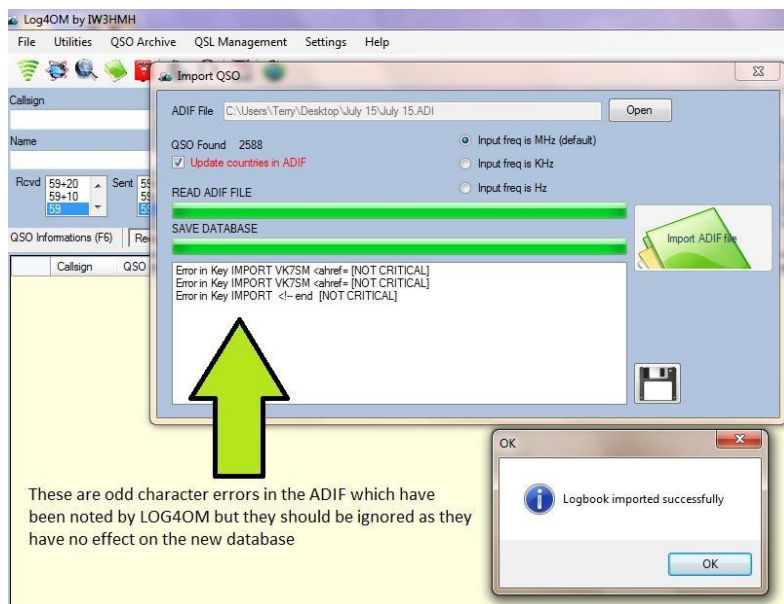 Log4OM by IW3HMH
File Utilities QSO Archive QSL Management Settings Help
Import QSO
Callsign
ADIF File C:\Users\Terry\Desktop\July 15\July 15.ADI Open
Name
QSO Found 2588
Input freq is MHz (default)
Update countries in ADIF
Input freq is KHz
Rcvd 59+20 Sent
59+10
59
READ ADIF FILE
Input freq is Hz
SAVE DATABASE
QSO Informations (F6)
Import ADIF file
Callsign QSO
Error in Key IMPORT VK7SM <ahref= [NOT CRITICAL]
Error in Key IMPORT VK7SM <ahref= [NOT CRITICAL]
Error in Key IMPORT <!-- end [NOT CRITICAL]
These are odd character errors in the ADIF which have
been noted by LOG4OM but they should be ignored as they
have no effect on the new database
OK
Logbook imported successfully
OK